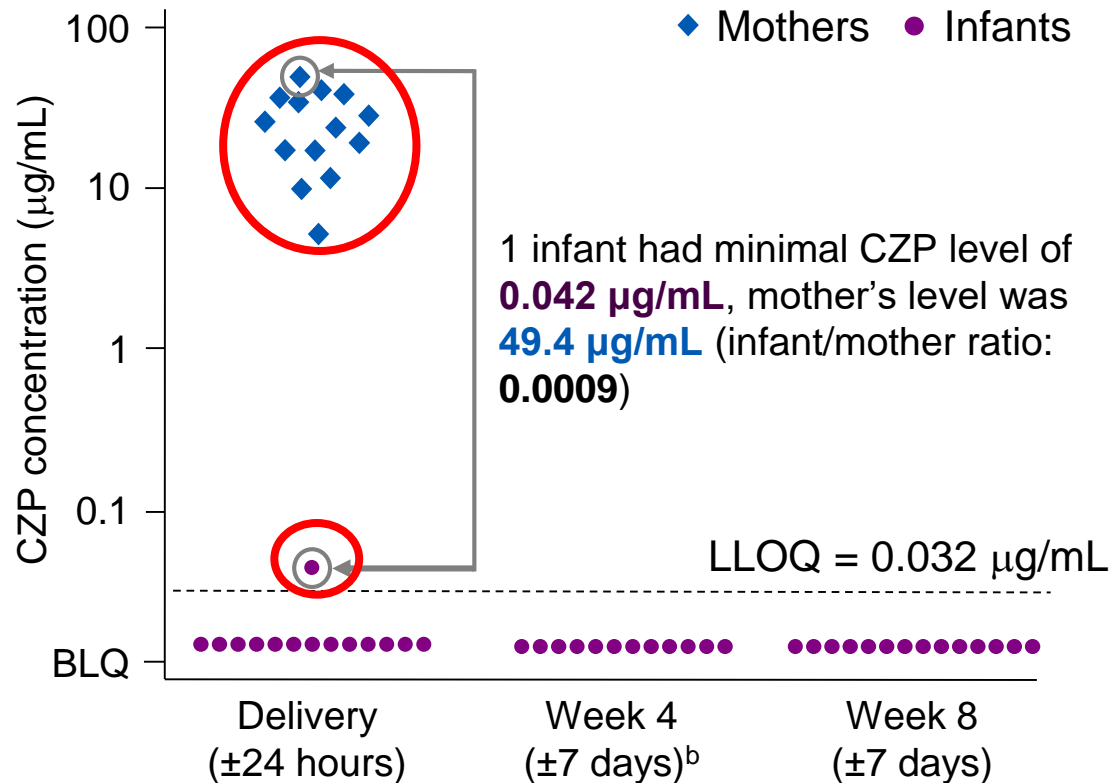 100
Mothers
Infants
10
1
0.1
BLQ
CZP concentration (μg/mL)
1 infant had minimal CZP level of
0.042 μg/mL, mother’s level was
49.4 μg/mL (infant/mother ratio:
0.0009)
LLOQ = 0.032 μg/mL
Delivery
(±24 hours)
Week 4
(±7 days)ᵇ
Week 8
(±7 days)